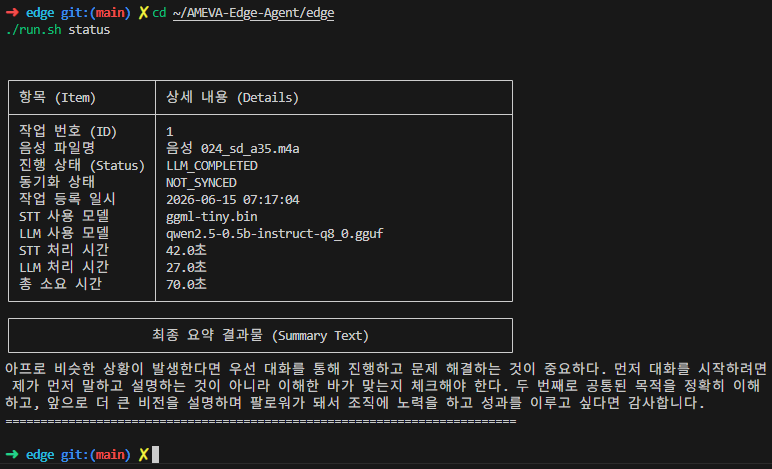 ➜ edge git:(main) ✗ cd ~/AMEVA-Edge-Agent/edge
./run.sh status
항목 (Item) 상세 내용 (Details)
작업 번호 (ID) 1
음성 파일명 음성 024_sd_a35.m4a
진행 상태 (Status) LLM_COMPLETED
동기화 상태 NOT_SYNCED
작업 등록 일시 2026-06-15 07:17:04
STT 사용 모델 ggml-tiny.bin
LLM 사용 모델 qwen2.5-0.5b-instruct-q8_0.gguf
STT 처리 시간 42.0초
LLM 처리 시간 27.0초
총 소요 시간 70.0초
최종 요약 결과물 (Summary Text)
아프로 비슷한 상황이 발생한다면 우선 대화를 통해 진행하고 문제 해결하는 것이 중요하다. 먼저 대화를 시작하려면
제가 먼저 말하고 설명하는 것이 아니라 이해한 바가 맞는지 체크해야 한다. 두 번째로 공통된 목적을 정확히 이해
하고, 앞으로 더 큰 비전을 설명하며 팔로워가 돼서 조직에 노력을 하고 성과를 이루고 싶다면 감사합니다.
=========================================================================
➜ edge git:(main) ✗